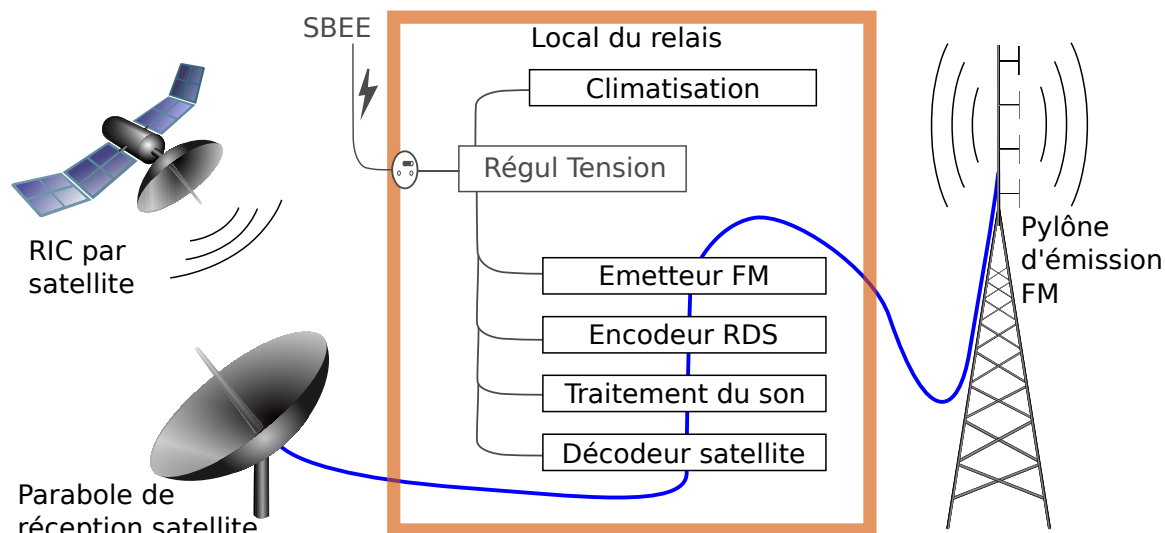 SBEE
Local du relais
Climatisation
Régul Tension
RIC par
satellite
Emetteur FM
Encodeur RDS
Traitement du son
Décodeur satellite
Pylône
d'émission
FM
Parabole de
réception satellite